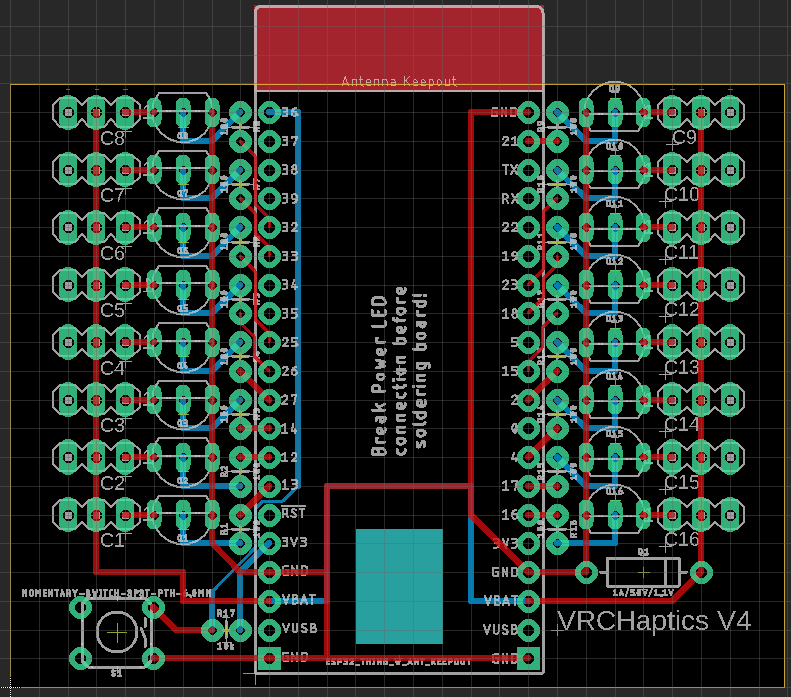 Antenna Keepout
36 GND
C8 37 21 C9
38 TX
C7 39 RX C10
32 22
C6 33 19 C11
34 23
C5 35 18 C12
25 5
C4 26 15 C13
27 2
C3 14 C14
12 4
C2 13 17 C15
RST 16
C1 3V3 3V3 C16
GND GND
VBAT VBAT
VUSB VUSB
GND GND
Break Power LED
connection before
soldering board!
D1
1A/50V/1.1V
MOMENTARY-SWITCH-SPST-PTH-6.0MM
R17
10k
S1
ESP32_THING_W_ANT_KEEPOUT
VRCHaptics V4